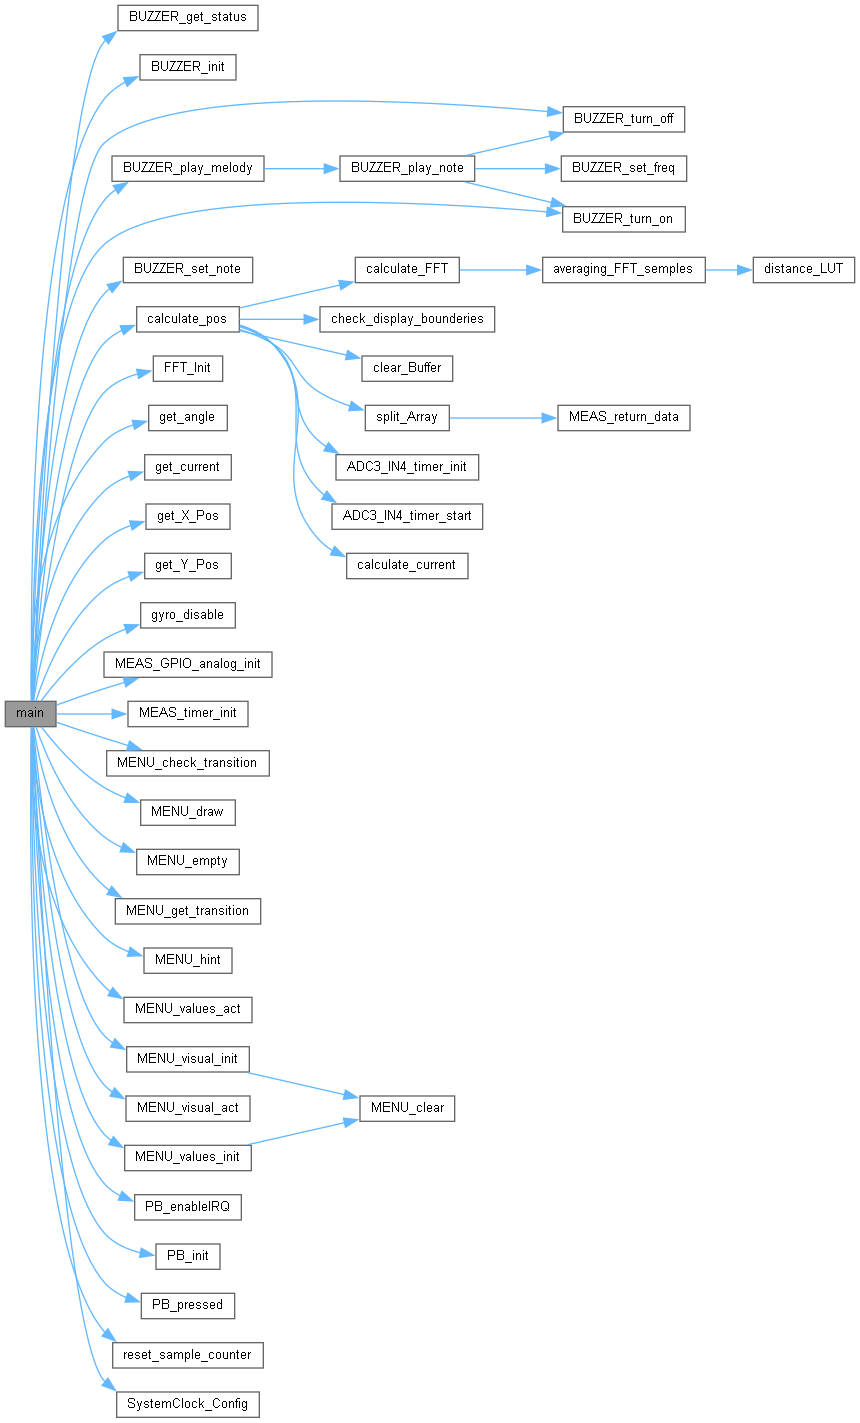 BUZZER_get_status
BUZZER_init
BUZZER_turn_off
BUZZER_play_melody
BUZZER_play_note
BUZZER_set_freq
BUZZER_turn_on
BUZZER_set_note
calculate_FFT
averaging_FFT_semples
distance_LUT
calculate_pos
check_display_bounderies
FFT_Init
clear_Buffer
get_angle
split_Array
MEAS_return_data
get_current
ADC3_IN4_timer_init
get_X_Pos
ADC3_IN4_timer_start
get_Y_Pos
calculate_current
gyro_disable
MEAS_GPIO_analog_init
main
MEAS_timer_init
MENU_check_transition
MENU_draw
MENU_empty
MENU_get_transition
MENU_hint
MENU_values_act
MENU_visual_init
MENU_visual_act
MENU_clear
MENU_values_init
PB_enableIRQ
PB_init
PB_pressed
reset_sample_counter
SystemClock_Config